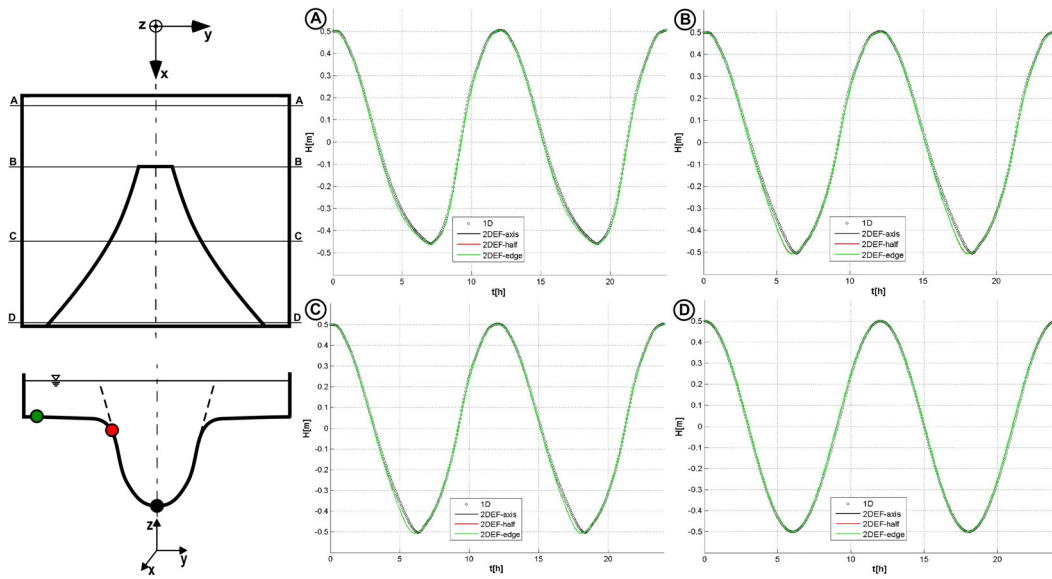 z
y
x
A A
B B
C C
D D
z
y
x
A
H[m]
0.5
0.4
0.3
0.2
0.1
0
-0.1
-0.2
-0.3
-0.4
-0.5
0 5 10 15 20
t[h]
1D
2DEF-axis
2DEF-half
2DEF-edge
B
H[m]
0.5
0.4
0.3
0.2
0.1
0
-0.1
-0.2
-0.3
-0.4
-0.5
0 5 10 15 20
t[h]
1D
2DEF-axis
2DEF-half
2DEF-edge
C
H[m]
0.5
0.4
0.3
0.2
0.1
0
-0.1
-0.2
-0.3
-0.4
-0.5
0 5 10 15 20
t[h]
1D
2DEF-axis
2DEF-half
2DEF-edge
D
H[m]
0.5
0.4
0.3
0.2
0.1
0
-0.1
-0.2
-0.3
-0.4
-0.5
0 5 10 15 20
t[h]
1D
2DEF-axis
2DEF-half
2DEF-edge